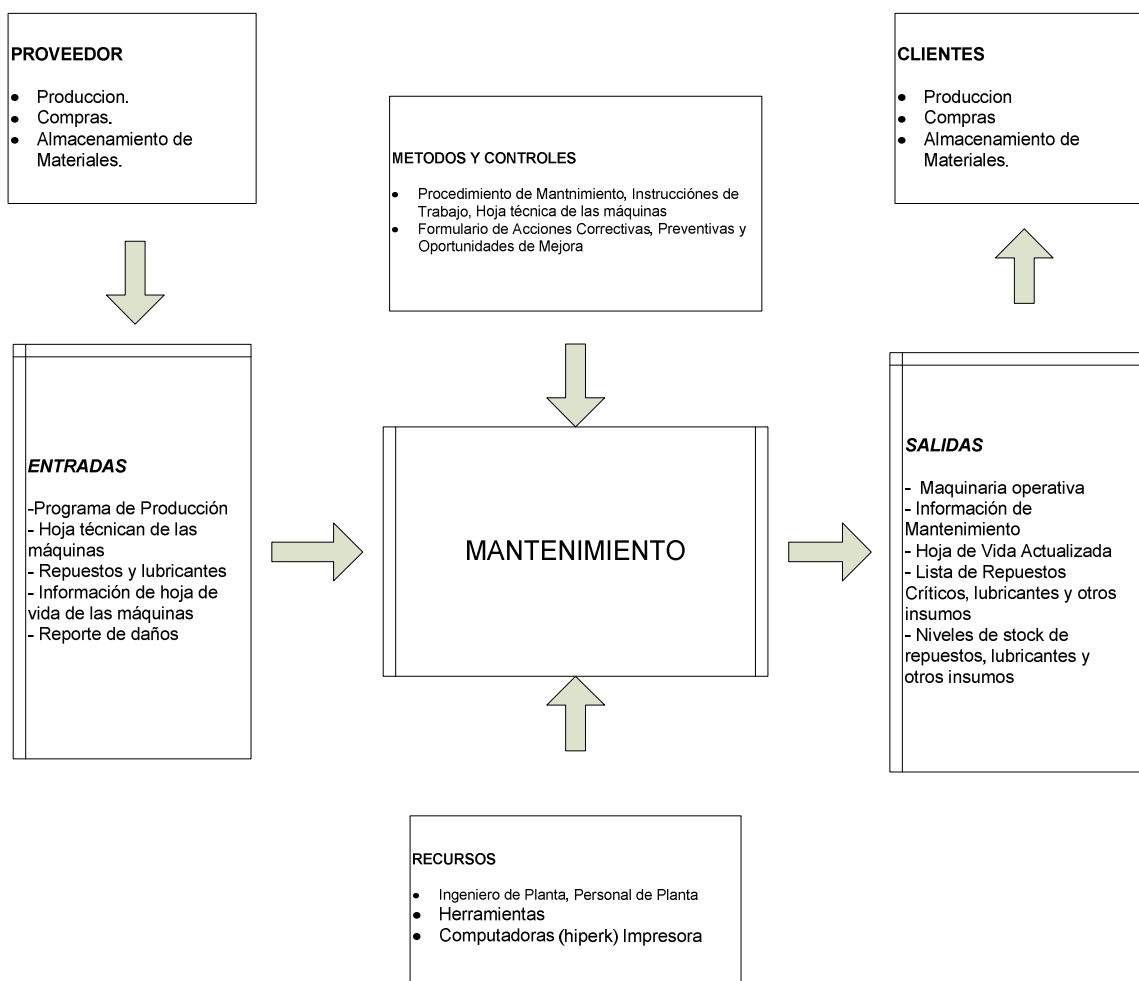 PROVEEDOR
● Produccion.
● Compras.
● Almacenamiento de
Materiales.
METODOS Y CONTROLES
● Procedimiento de Mantnimiento, Instrucciónes de
Trabajo, Hoja técnica de las máquinas
● Formulario de Acciones Correctivas, Preventivas y
Oportunidades de Mejora
CLIENTES
● Produccion
● Compras
● Almacenamiento de
Materiales.
ENTRADAS
-Programa de Producción
- Hoja técnican de las
máquinas
- Repuestos y lubricantes
- Información de hoja de
vida de las máquinas
- Reporte de daños
MANTENIMIENTO
SALIDAS
- Maquinaria operativa
- Información de
Mantenimiento
- Hoja de Vida Actualizada
- Lista de Repuestos
Críticos, lubricantes y otros
insumos
- Niveles de stock de
repuestos, lubricantes y
otros insumos
RECURSOS
● Ingeniero de Planta, Personal de Planta
● Herramientas
● Computadoras (hiperk) Impresora